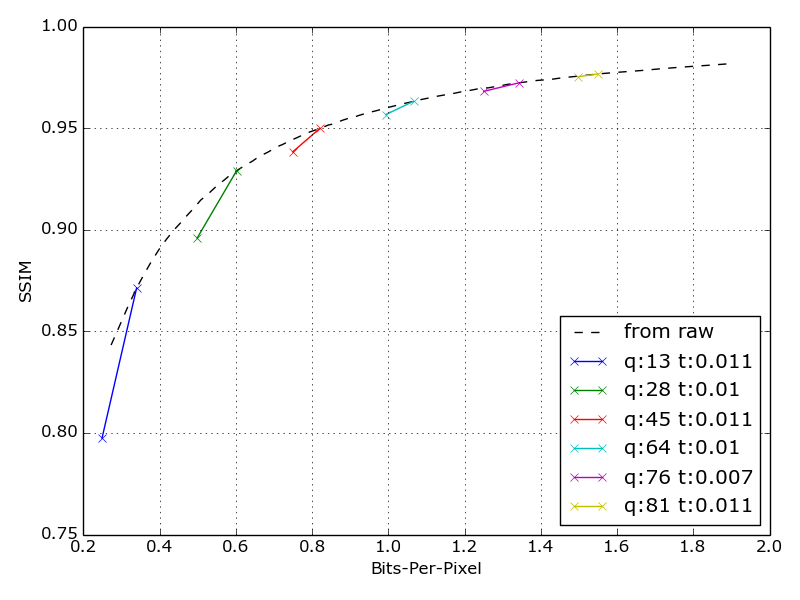 1.00
0.95
0.90
0.85
0.80
0.75
SSIM
0.2 0.4 0.6 0.8 1.0 1.2 1.4 1.6 1.8 2.0
Bits-Per-Pixel
from raw
q:13 t:0.011
q:28 t:0.01
q:45 t:0.011
q:64 t:0.01
q:76 t:0.007
q:81 t:0.011